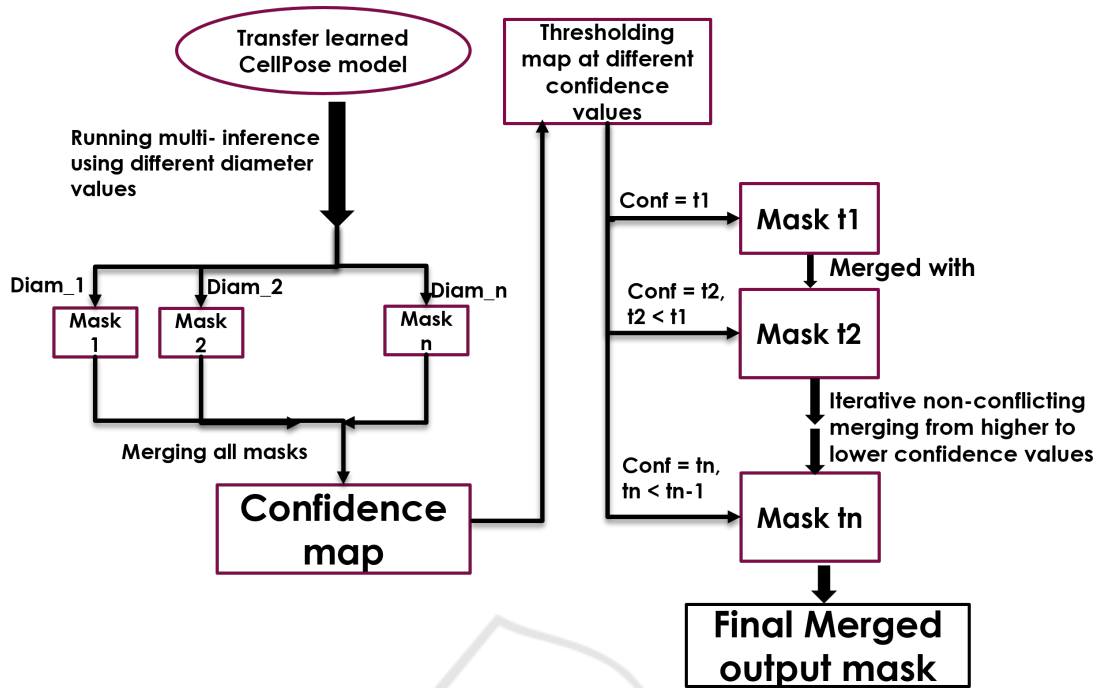 Transfer learned
CellPose model
Running multi- inference
using different diameter
values
Diam_1
Diam_2
Diam_n
Mask
1
Mask
2
Mask
n
Merging all masks
Confidence
map
Thresholding
map at different
confidence
values
Conf = t1
Mask t1
Merged with
Conf = t2,
t2 < t1
Mask t2
Iterative non-conflicting
merging from higher to
lower confidence values
Conf = tn,
tn < tn-1
Mask tn
Final Merged
output mask